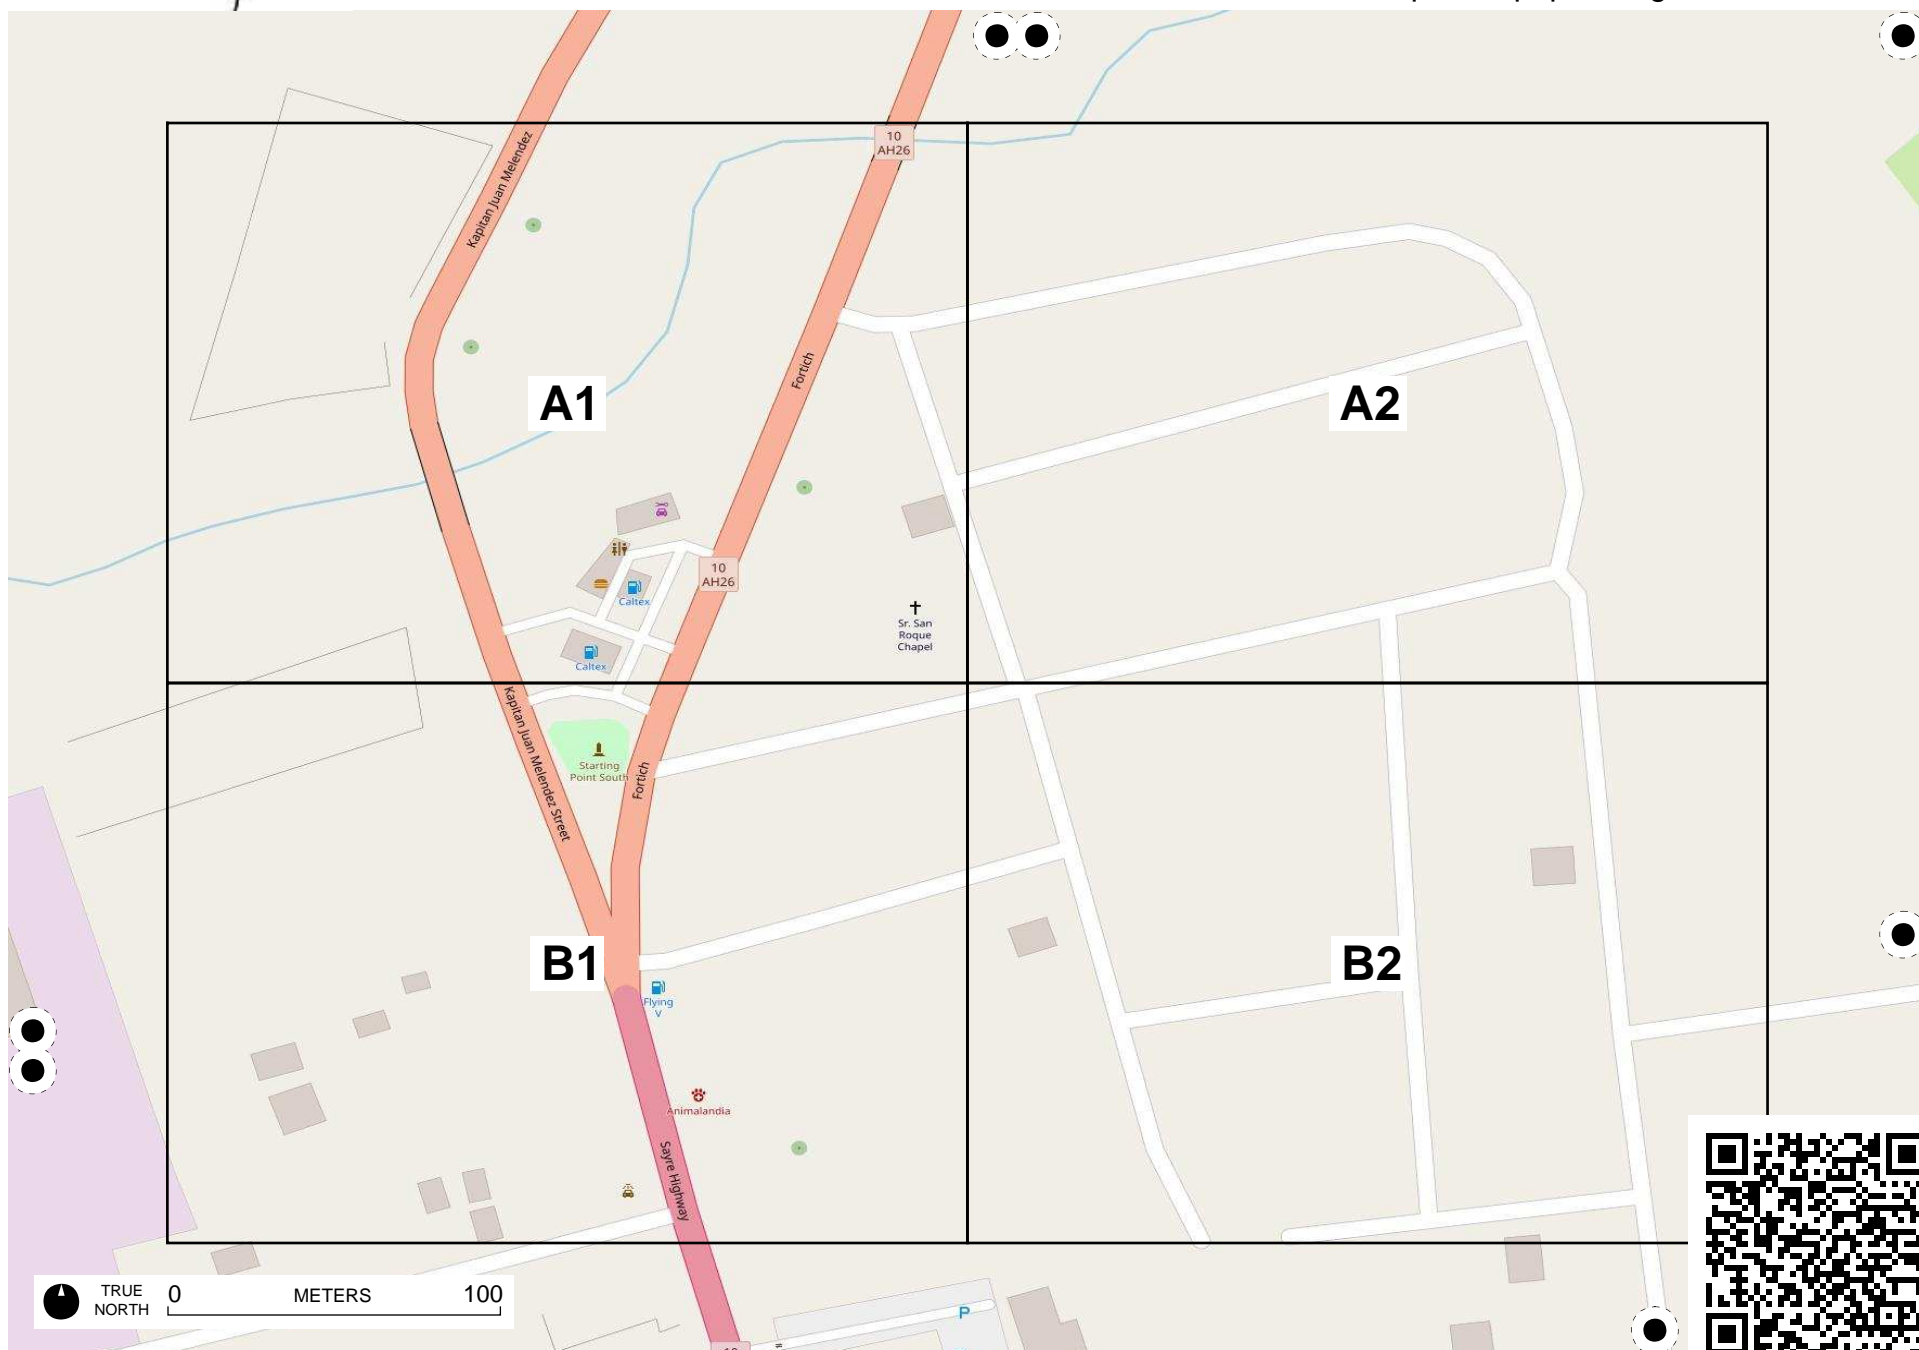 10
AH26
Kapitan Juan Melendez
Fortich
A1
A2
10
AH26
Caltex
Sr. San
Roque
Chapel
Caltex
Kapitan Juan Melendez Street
Starting
Point South
Fortich
B1
B2
Flying
V
Animalandia
Sayre Highway
TRUE
NORTH
0
METERS
100
P